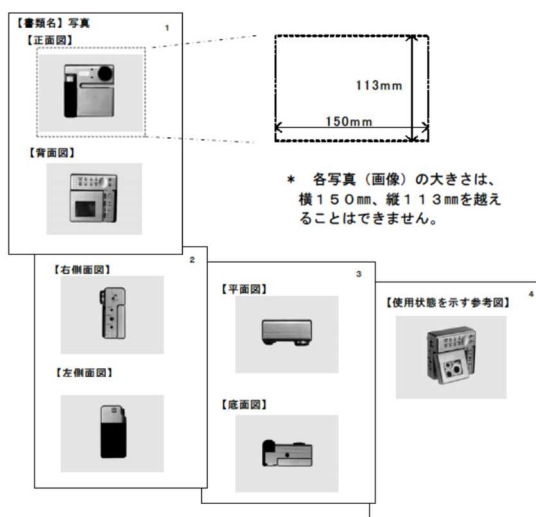 【書類名】写真 1
【正面図】
113mm
150mm
【背面図】
* 各写真（画像）の大きさは、
横150㎜、縦113㎜を越え
ることはできません。
2
【右側面図】
【左側面図】
3
【平面図】
【底面図】
4
【使用状態を示す参考図】